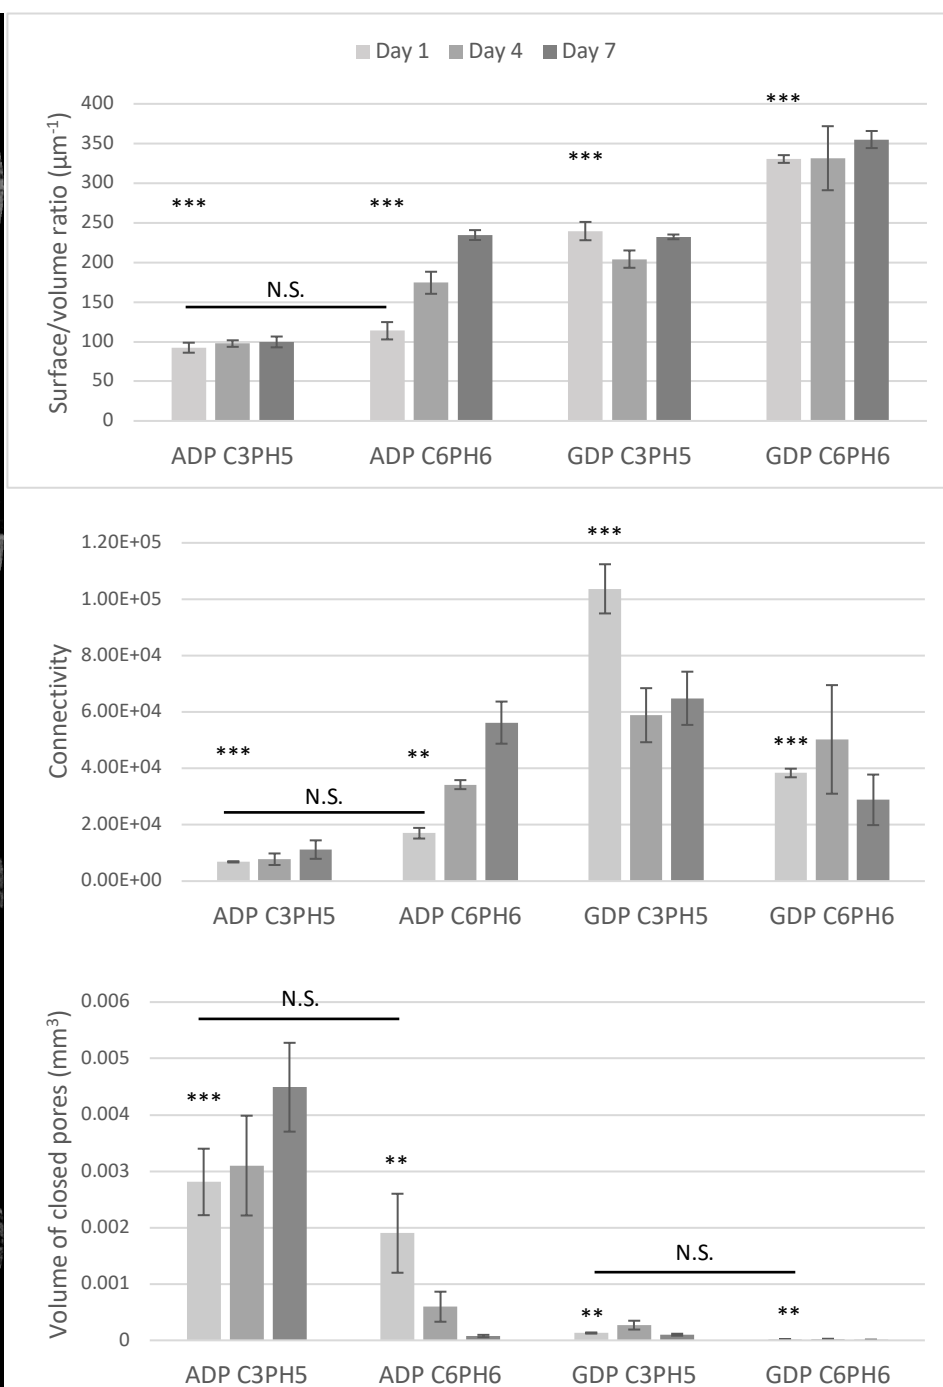 Day 1 Day 4 Day 7
Surface/volume ratio (µm-1)
400
350
300
250
200
150
100
50
0
***
***
***
***
N.S.
ADP C3PH5 ADP C6PH6 GDP C3PH5 GDP C6PH6
Connectivity
1.20E+05
1.00E+05
8.00E+04
6.00E+04
4.00E+04
2.00E+04
0.00E+00
***
**
***
***
N.S.
ADP C3PH5 ADP C6PH6 GDP C3PH5 GDP C6PH6
Volume of closed pores (mm3)
0.006
0.005
0.004
0.003
0.002
0.001
0
N.S.
***
**
N.S.
**
**
ADP C3PH5 ADP C6PH6 GDP C3PH5 GDP C6PH6